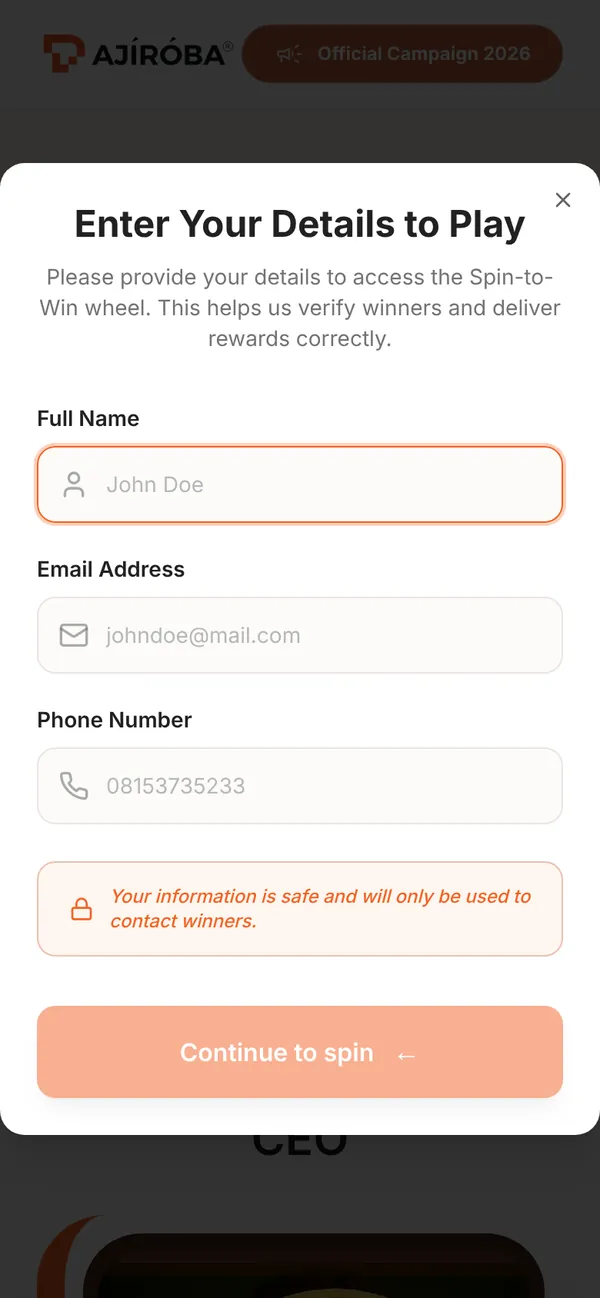 AJÍRÓBA®
Official Campaign 2026
Enter Your Details to Play
Please provide your details to access the Spin-to-
Win wheel. This helps us verify winners and deliver
rewards correctly.
Full Name
John Doe
Email Address
johndoe@mail.com
Phone Number
08153735233
Your information is safe and will only be used to
contact winners.
Continue to spin ←
CEO